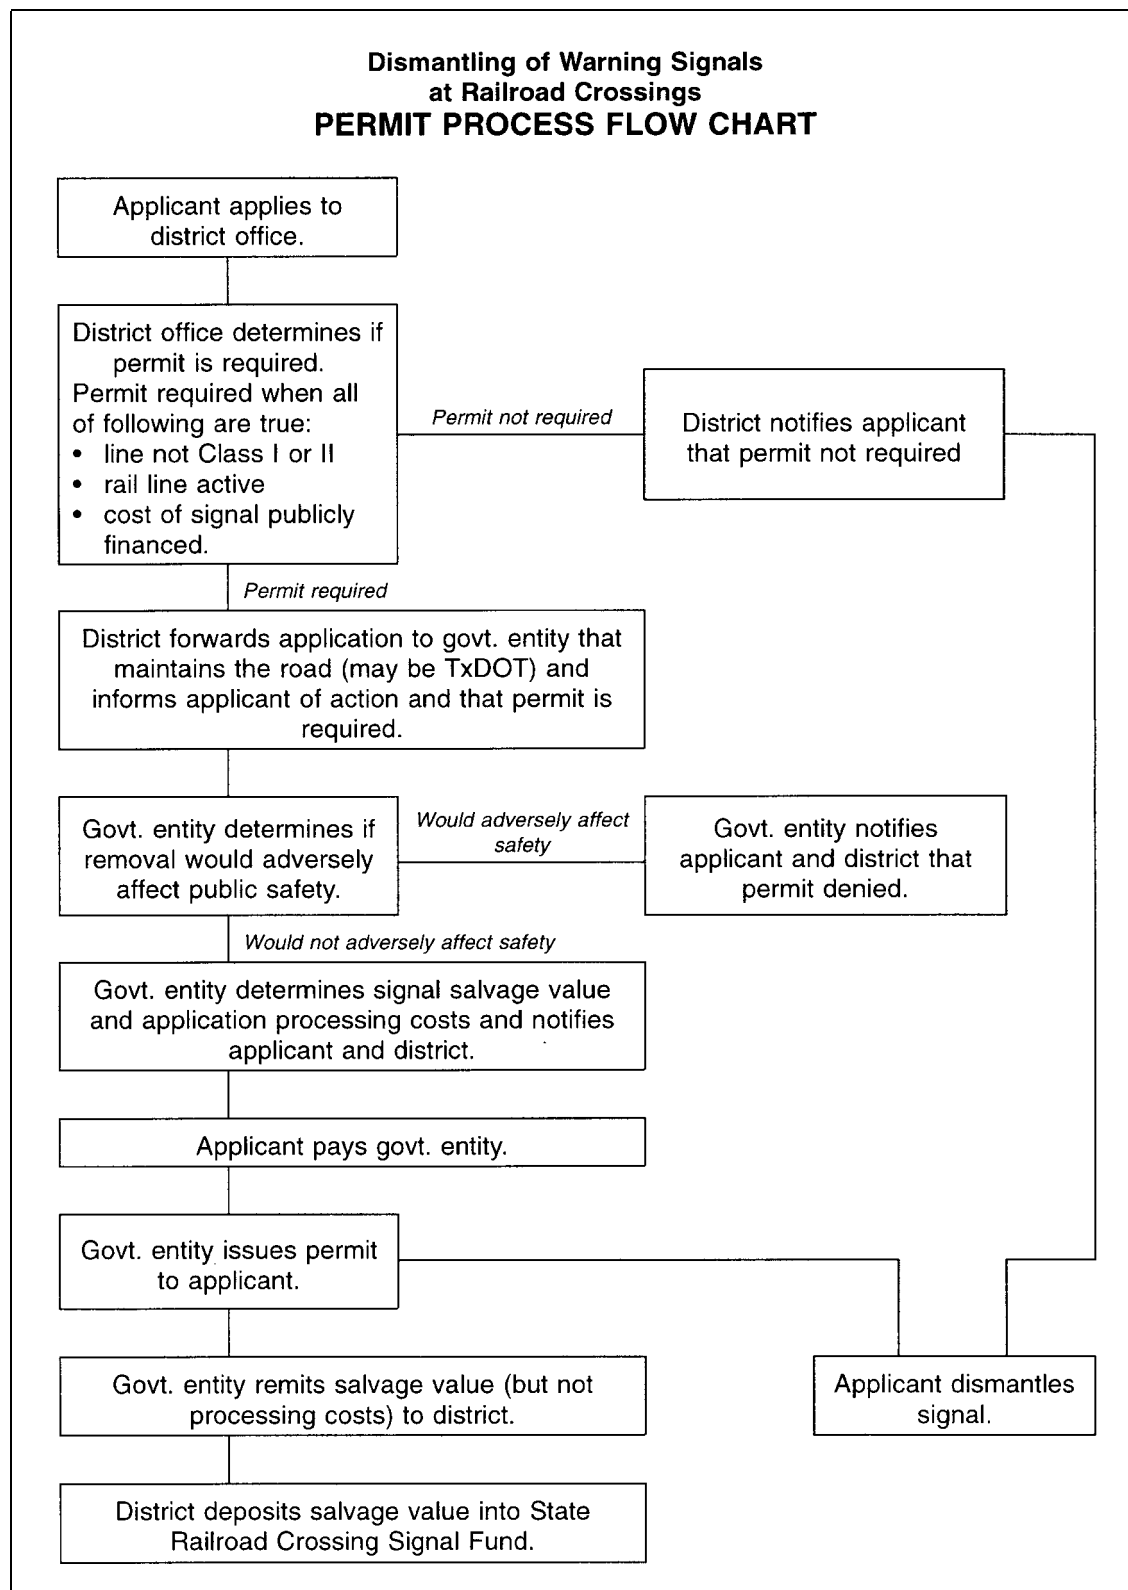 Dismantling of Warning Signals
at Railroad Crossings
PERMIT PROCESS FLOW CHART
Applicant applies to
district office.
District office determines if
permit is required.
Permit required when all
of following are true:
• line not Class I or II
• rail line active
• cost of signal publicly
financed.
Permit not required
District notifies applicant
that permit not required
Permit required
District forwards application to govt. entity that
maintains the road (may be TxDOT) and
informs applicant of action and that permit is
required.
Govt. entity determines if
removal would adversely
affect public safety.
Would adversely affect
safety
Govt. entity notifies
applicant and district that
permit denied.
Would not adversely affect safety
Govt. entity determines signal salvage value
and application processing costs and notifies
applicant and district.
Applicant pays govt. entity.
Govt. entity issues permit
to applicant.
Govt. entity remits salvage value (but not
processing costs) to district.
Applicant dismantles
signal.
District deposits salvage value into State
Railroad Crossing Signal Fund.